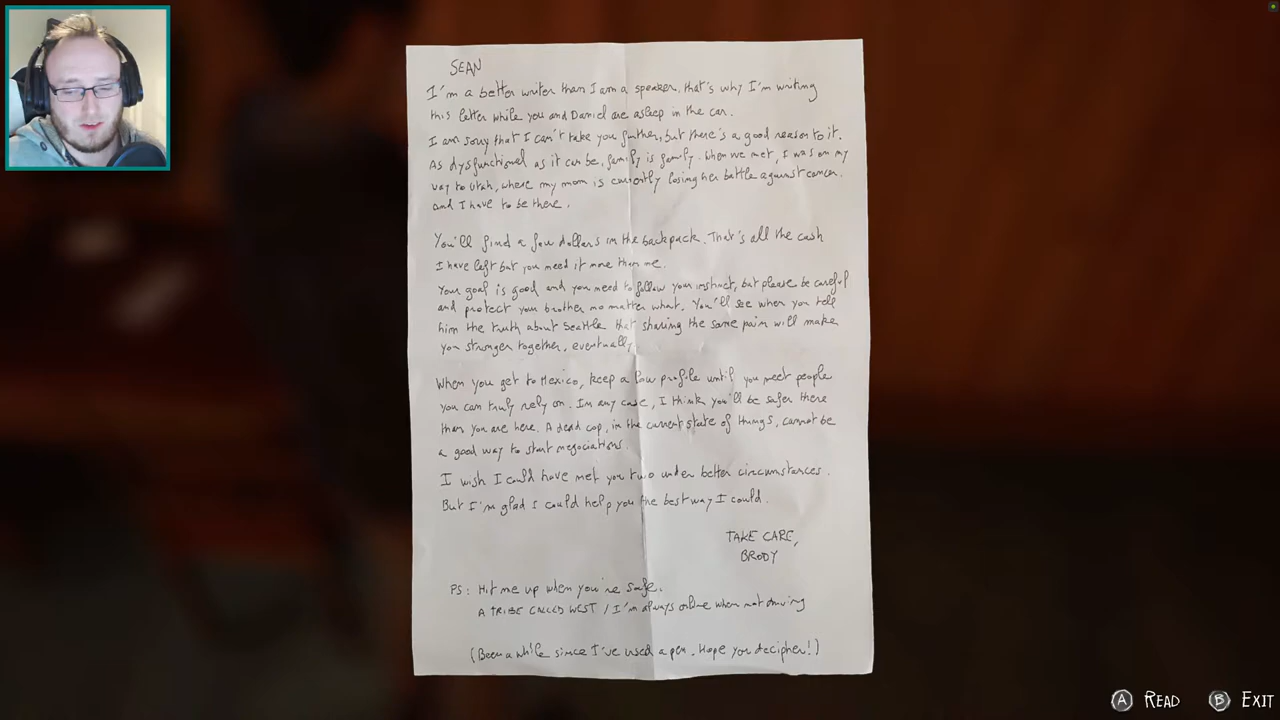 SEAN
I'm a better writer than I am a speaker, that's why I'm writing
this letter while you and Daniel are asleep in the car.
I am sorry that I can't take you further, but there's a good reason to it.
As dysfunctional as it can be, family is family. When we met, I was on my
way to Utah, where my mom is currently losing her battle against cancer.
and I have to be there.
You'll find a few dollars in the backpack. That's all the cash
I have left but you need it more than me.
Your goal is good and you need to follow your instinct, but please be careful
and protect your brother no matter what. You'll see when you tell
him the truth about Seattle that sharing the same pain will make
you stronger together, eventually.
When you get to Mexico, keep a low profile until you meet people
you can truly rely on. In any case, I think you'll be safer there
than you are here. A dead cop, in the current state of things, cannot be
a good way to start negociations.
I wish I could have met you two under better circumstances.
But I'm glad I could help you the best way I could.
TAKE CARE,
BRODY
PS: Hit me up when you're safe.
A TRIBE CALLED WEST / I'm always online when not driving
(Been a while since I've used a pen. Hope you decipher!)
A READ B EXIT